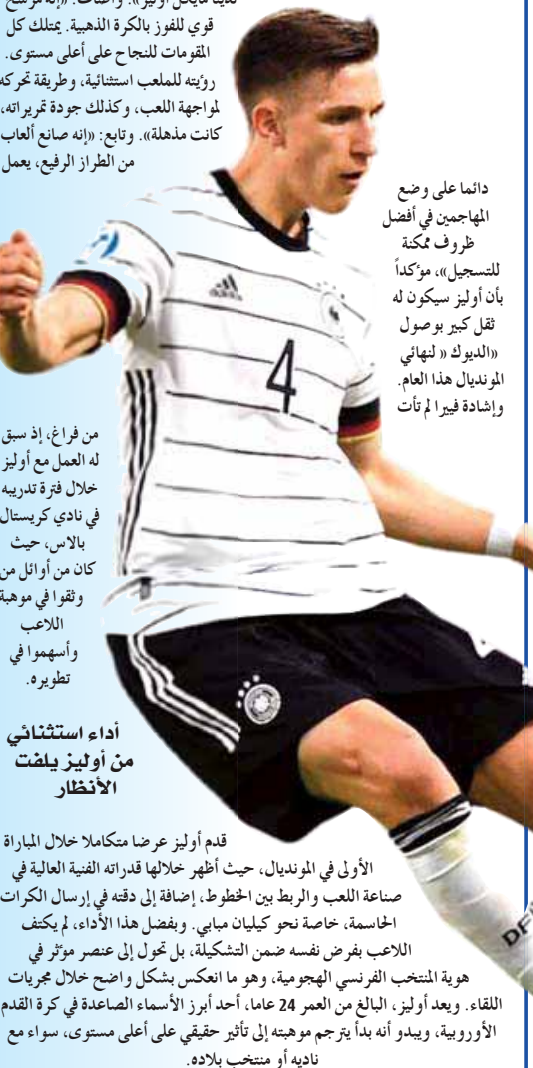 لدينا مايكل أوليز». وأضاف: «إنه مرشح
قوي للفوز بالكرة الذهبية. يمتلك كل
المقومات للنجاح على أعلى مستوى.
رؤيته للملعب استثنائية، وطريقة تحركه
لمواجهة اللعب، وكذلك جودة تمريراته،
كانت مذهلة». وتابع: «إنه صانع ألعاب
من الطراز الرفيع، يعمل
دائما على وضع
المهاجمين في أفضل
ظروف ممكنة
للتسجيل»، مؤكداً
بأن أوليز سيكون له
ثقل كبير بوصول
«الديوك « لنهائي
المونديال هذا العام.
وإشادة فييرا لم تأت
من فراغ، إذ سبق
له العمل مع أوليز
خلال فترة تدريبه
في نادي كريستال
بالاس، حيث
كان من أوائل من
وثقوا في موهبة
اللاعب
وأسهموا في
تطويره.
أداء استثنائي
من أوليز يلفت
الأنظار
قدم أوليز عرضا متكاملا خلال المباراة
الأولى في المونديال، حيث أظهر خلالها قدراته الفنية العالية في
صناعة اللعب والربط بين الخطوط، إضافة إلى دقته في إرسال الكرات
الحاسمة، خاصة نحو كيليان مبابي. وبفضل هذا الأداء، لم يكتف
اللاعب بفرض نفسه ضمن التشكيلة، بل تحول إلى عنصر مؤثر في
هوية المنتخب الفرنسي الهجومية، وهو ما انعكس بشكل واضح خلال مجريات
اللقاء. ويعد أوليز، البالغ من العمر 24 عاما، أحد أبرز الأسماء الصاعدة في كرة القدم
الأوروبية، ويبدو أنه بدأ يترجم موهبته إلى تأثير حقيقي على أعلى مستوى، سواء مع
ناديه أو منتخب بلاده.
adidas
4